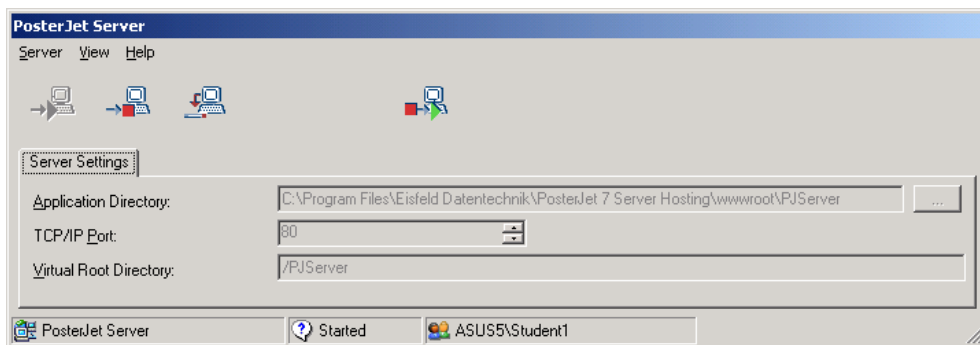 PosterJet Server
Server View Help
Server Settings
Application Directory: C:\Program Files\Eisfeld Datentechnik\PosterJet 7 Server Hosting\wwwroot\PJServer ...
TCP/IP Port: 80
Virtual Root Directory: /PJServer
PosterJet Server Started ASUS5\Student1